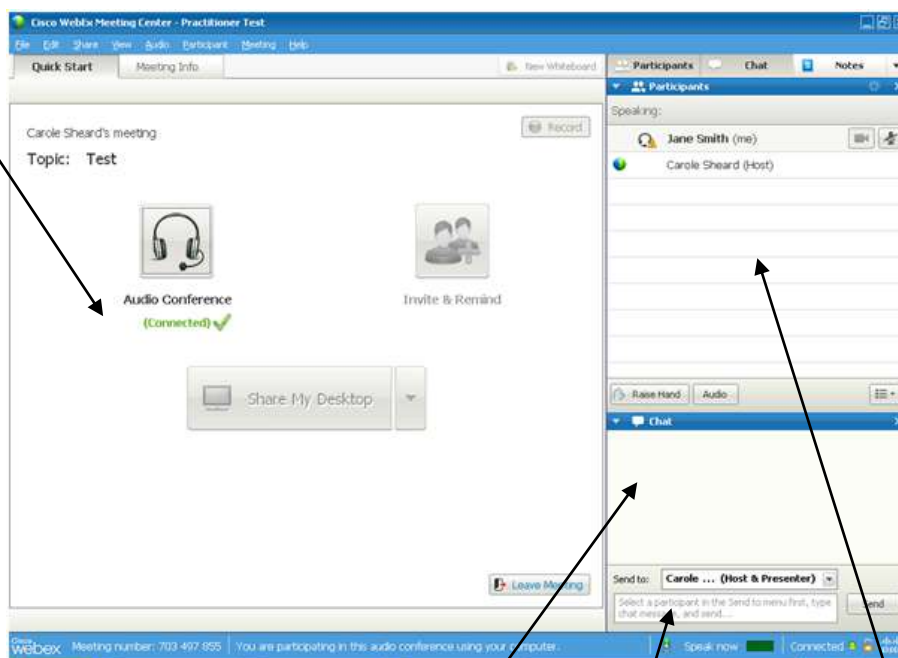 Cisco WebEx Meeting Center - Practitioner Test
File Edit Share View Audio Participant Meeting Help
Quick Start Meeting Info New Whiteboard
Participants Chat Notes
Participants
Speaking:
Carole Sheard's meeting Record
Jane Smith (me)
Topic: Test
Carole Sheard (Host)
Audio Conference Invite & Remind
(Connected)
Share My Desktop
Raise Hand Audio
Chat
Leave Meeting
Send to: Carole ... (Host & Presenter)
Select a participant in the Send to menu first, type
chat message, and send...
Send
Cisco
webex Meeting number: 703 497 855 You are participating in this audio conference using your computer. Speak now Connected